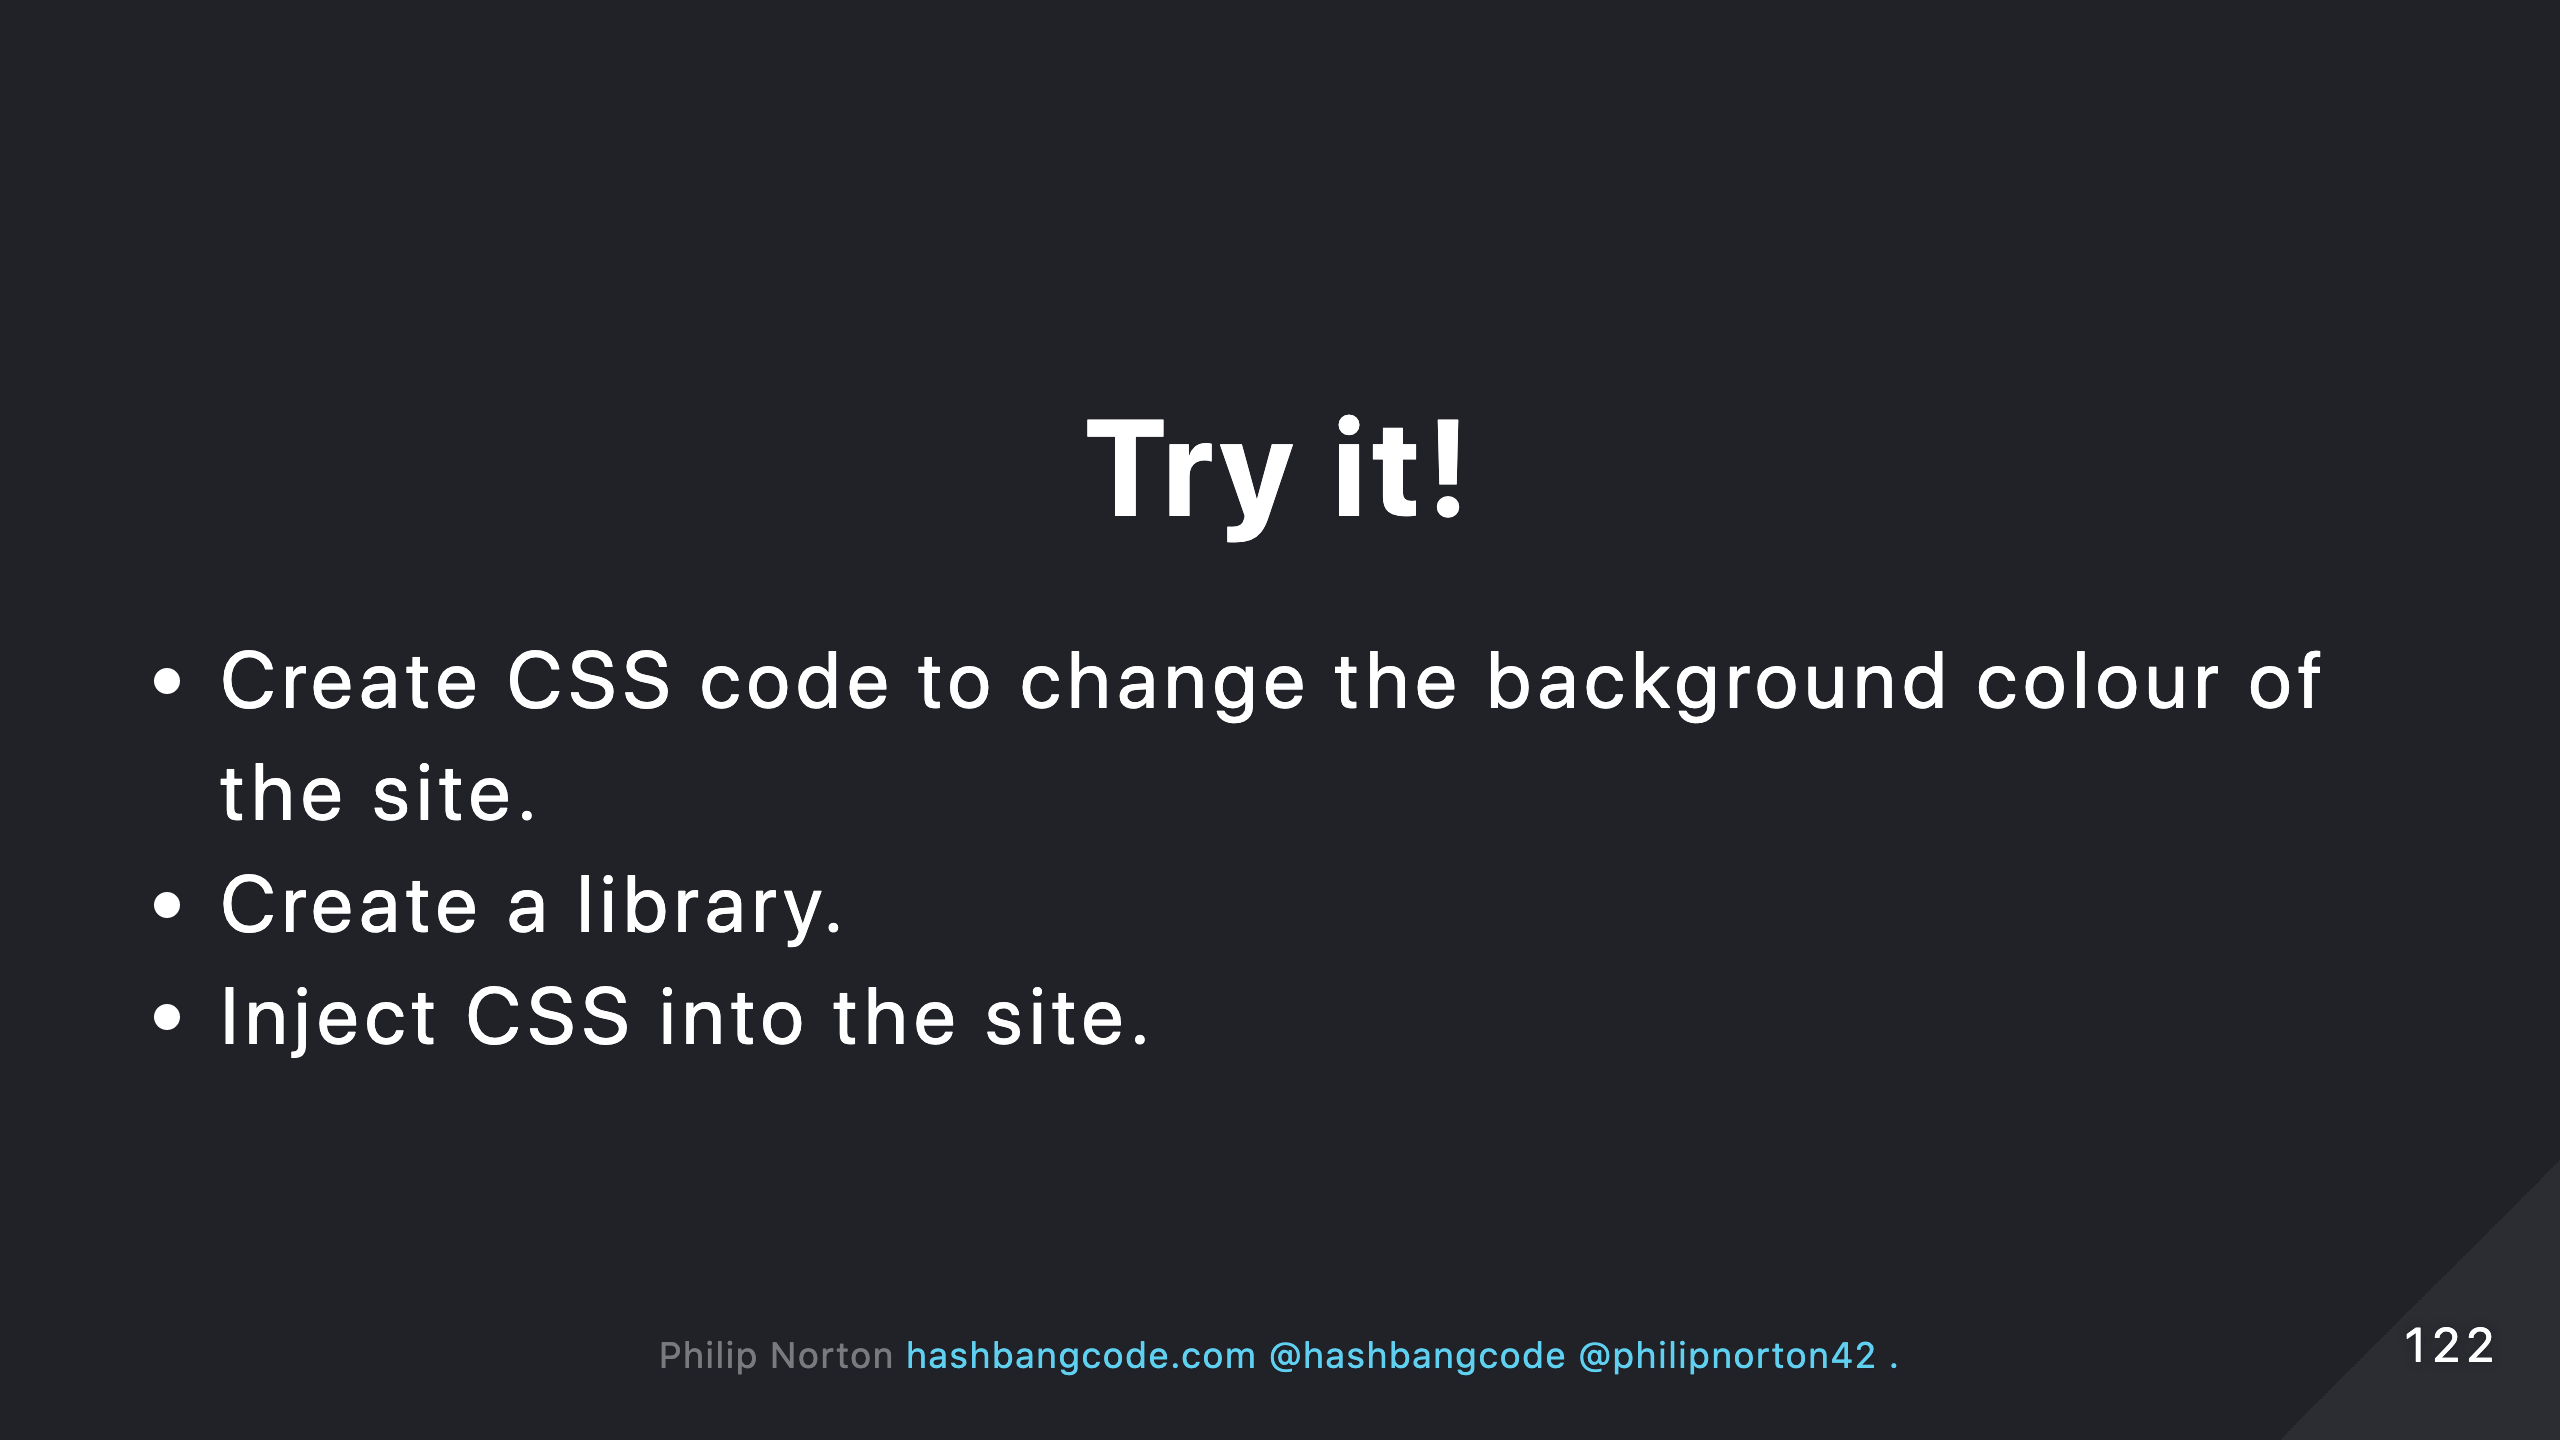 Try it!
• Create CSS code to change the background colour of
the site.
• Create a library.
• Inject CSS into the site.
Philip Norton hashbangcode.com @hashbangcode @philipnorton42 .
122